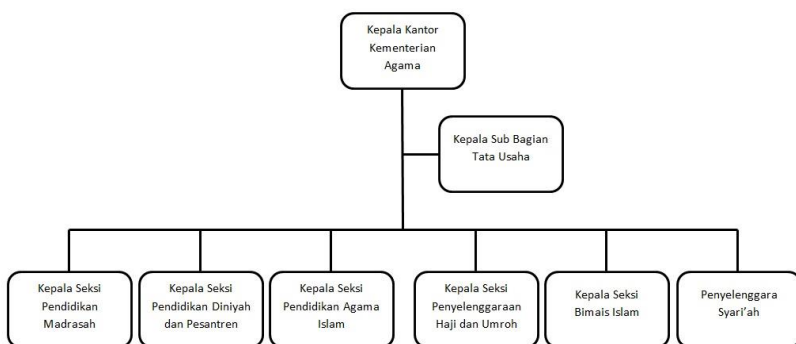 Kepala Kantor
Kementerian
Agama
Kepala Sub Bagian
Tata Usaha
Kepala Seksi
Pendidikan
Madrasah
Kepala Seksi
Pendidikan Diniyah
dan Pesantren
Kepala Seksi
Pendidikan Agama
Islam
Kepala Seksi
Penyelenggaraan
Haji dan Umroh
Kepala Seksi
Bimais Islam
Penyelenggara
Syari'ah